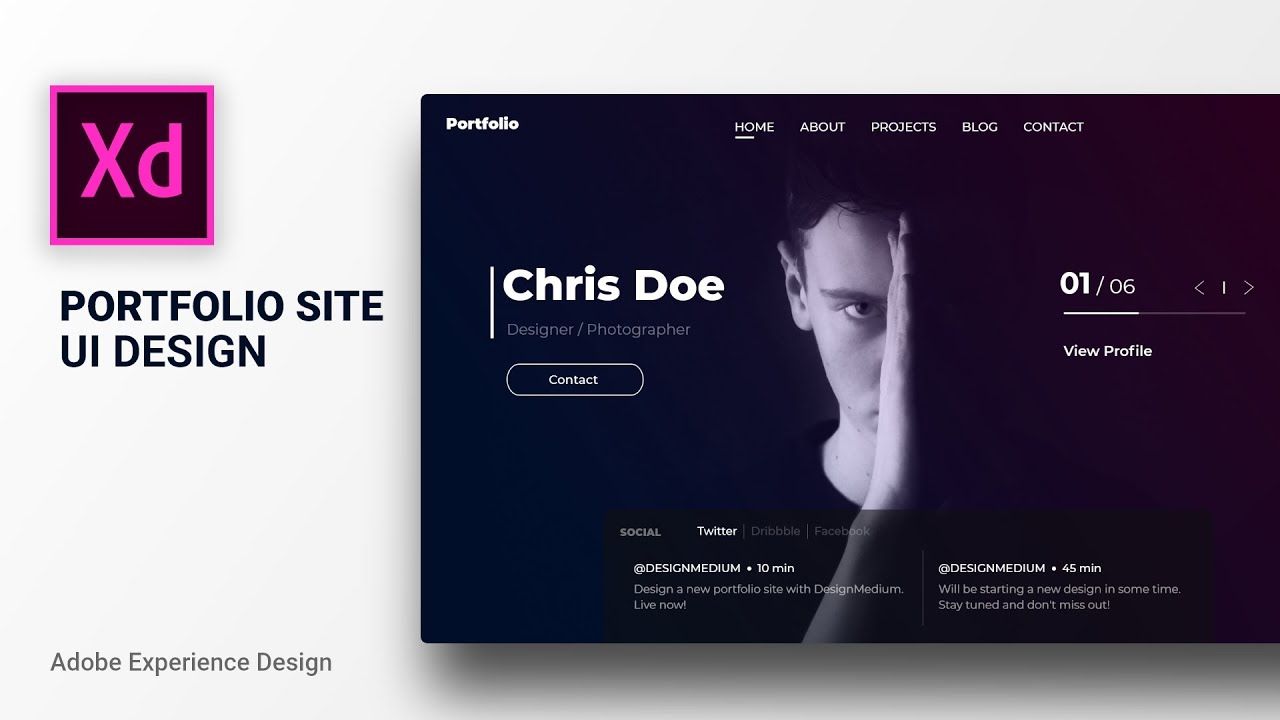 Xd
PORTFOLIO SITE
UI DESIGN
Adobe Experience Design
Portfolio
HOME ABOUT PROJECTS BLOG CONTACT
Chris Doe
Designer / Photographer
Contact
01 / 06
View Profile
SOCIAL Twitter Dribbble Facebook
@DESIGNMEDIUM • 10 min
Design a new portfolio site with DesignMedium.
Live now!
@DESIGNMEDIUM • 45 min
Will be starting a new design in some time.
Stay tuned and don't miss out!